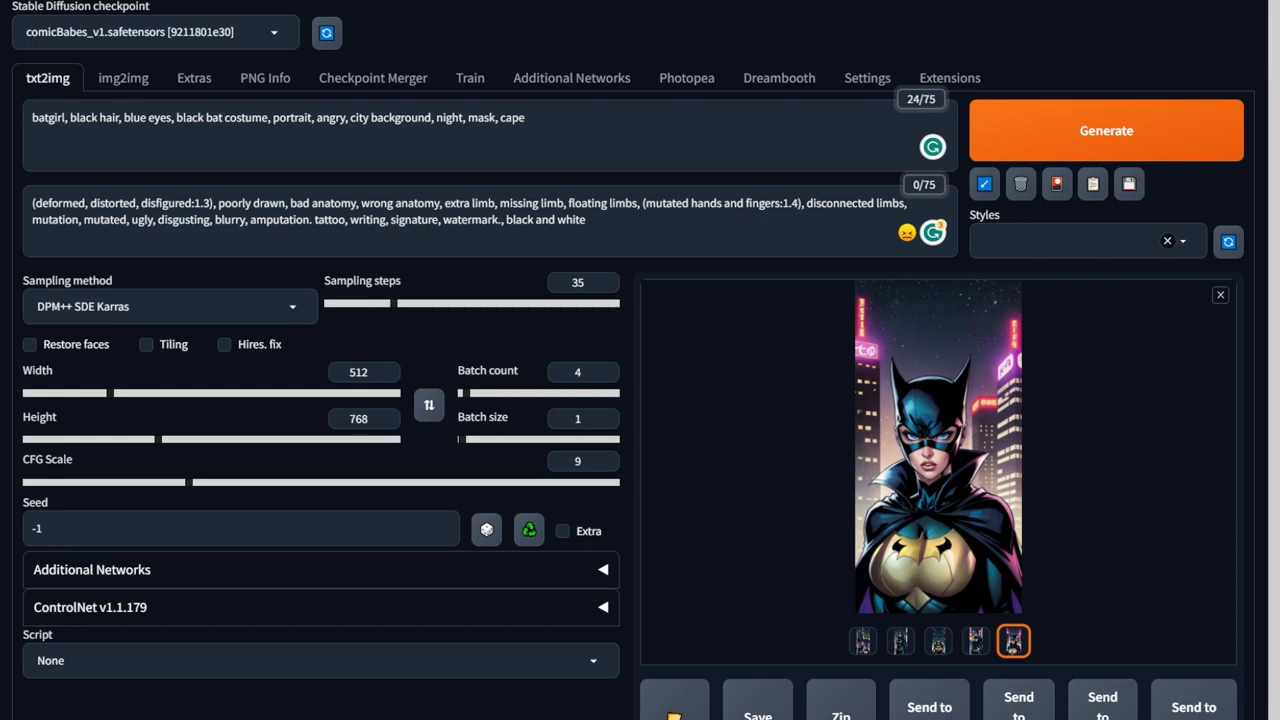 Stable Diffusion checkpoint
comicBabes_v1.safetensors [9211801e30]
txt2img img2img Extras PNG Info Checkpoint Merger Train Additional Networks Photopea Dreambooth Settings Extensions
24/75
batgirl, black hair, blue eyes, black bat costume, portrait, angry, city background, night, mask, cape
Generate
0/75
(deformed, distorted, disfigured:1.3), poorly drawn, bad anatomy, wrong anatomy, extra limb, missing limb, floating limbs, (mutated hands and fingers:1.4), disconnected limbs,
mutation, mutated, ugly, disgusting, blurry, amputation. tattoo, writing, signature, watermark., black and white
3
Styles
Sampling method
DPM++ SDE Karras
Sampling steps
35
Restore faces Tiling Hires. fix
Width 512
Batch count 4
Height 768
Batch size 1
CFG Scale 9
Seed
-1
Extra
Additional Networks
ControlNet v1.1.179
Script
None
Save Zip Send to Send to Send to Send to